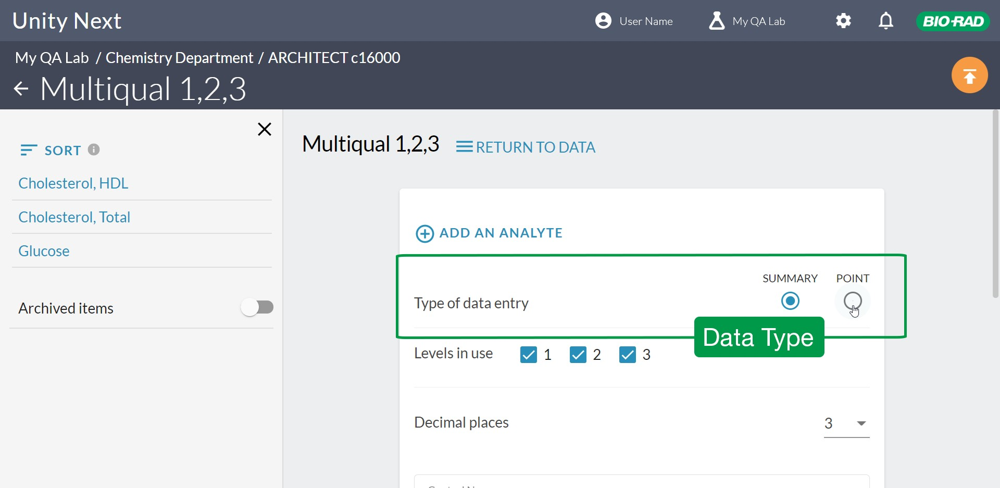 Unity Next
User Name
My QA Lab
BIO-RAD
My QA Lab / Chemistry Department / ARCHITECT c16000
Multiqual 1,2,3
SORT
Cholesterol, HDL
Cholesterol, Total
Glucose
Archived items
Multiqual 1,2,3
RETURN TO DATA
ADD AN ANALYTE
SUMMARY POINT
Type of data entry
Data Type
Levels in use 1 2 3
Decimal places 3